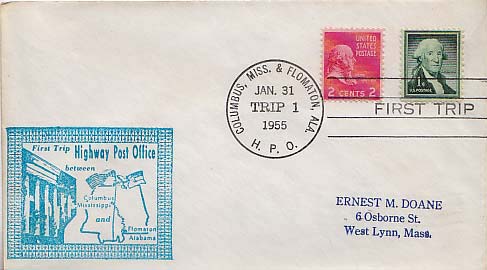 COLUMBUS, MISS. & FLOMATON, ALA.
JAN. 31
TRIP 1
1955
H. P. O.
UNITED
STATES
POSTAGE
2 CENTS 2
1¢
U.S. POSTAGE
FIRST TRIP
First Trip Highway Post Office
between
Columbus
Mississippi
and
Flomaton
Alabama
ERNEST M. DOANE
6 Osborne St.
West Lynn, Mass.